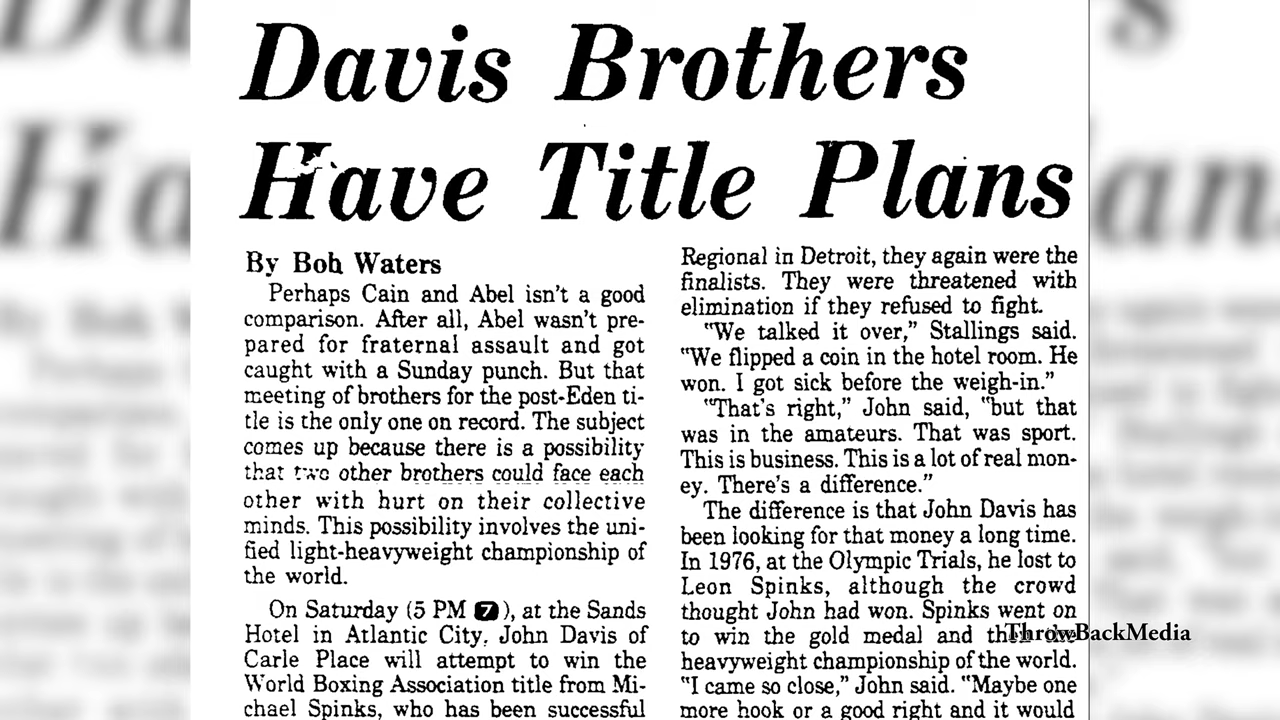 Davis Brothers
Have Title Plans
By Bob Waters
Perhaps Cain and Abel isn't a good
comparison. After all, Abel wasn't pre-
pared for fraternal assault and got
caught with a Sunday punch. But that
meeting of brothers for the post-Eden ti-
tle is the only one on record. The subject
comes up because there is a possibility
that two other brothers could face each
other with hurt on their collective
minds. This possibility involves the uni-
fied light-heavyweight championship of
the world.
On Saturday (5 PM 7), at the Sands
Hotel in Atlantic City, John Davis of
Carle Place will attempt to win the
World Boxing Association title from Mi-
chael Spinks, who has been successful
Regional in Detroit, they again were the
finalists. They were threatened with
elimination if they refused to fight.
"We talked it over," Stallings said.
"We flipped a coin in the hotel room. He
won. I got sick before the weigh-in."
"That's right," John said, "but that
was in the amateurs. That was sport.
This is business. This is a lot of real mon-
ey. There's a difference."
The difference is that John Davis has
been looking for that money a long time.
In 1976, at the Olympic Trials, he lost to
Leon Spinks, although the crowd
thought John had won. Spinks went on
to win the gold medal and
heavyweight championship of the world.
"I came so close," John said. "Maybe one
more hook or a good right and it would
ThrowBackMedia